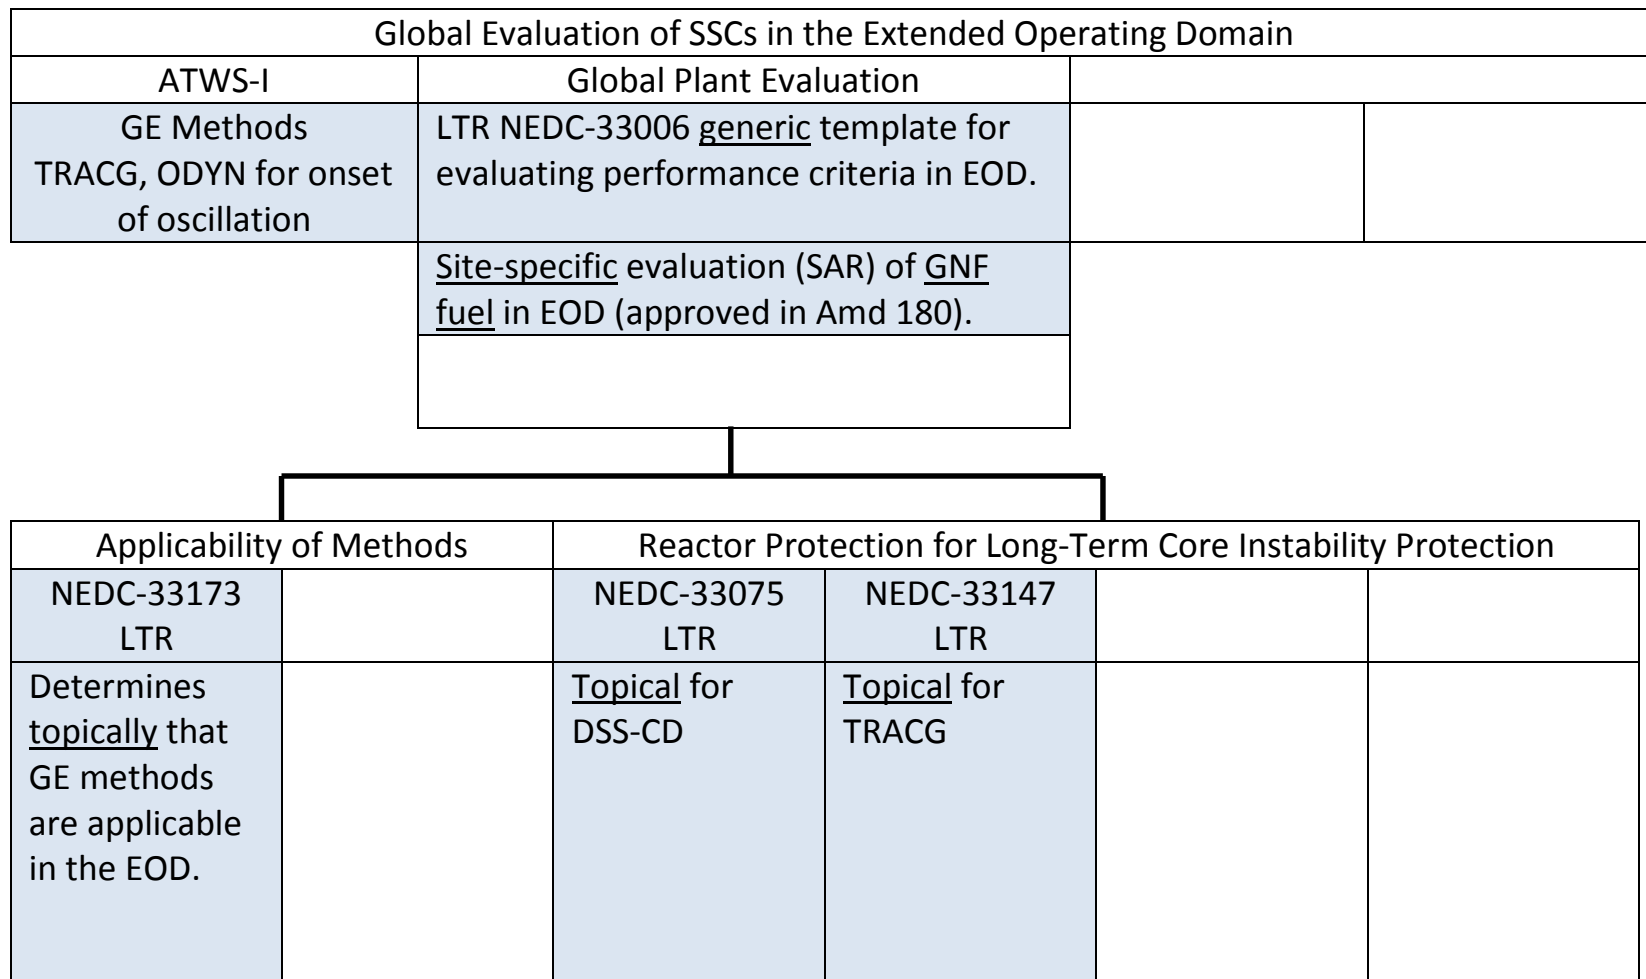 Global Evaluation of SSCs in the Extended Operating Domain
ATWS-I
Global Plant Evaluation
GE Methods
TRACG, ODYN for onset
of oscillation
LTR NEDC-33006 generic template for
evaluating performance criteria in EOD.
Site-specific evaluation (SAR) of GNF
fuel in EOD (approved in Amd 180).
Applicability of Methods
Reactor Protection for Long-Term Core Instability Protection
NEDC-33173
LTR
NEDC-33075
LTR
NEDC-33147
LTR
Determines
topically that
GE methods
are applicable
in the EOD.
Topical for
DSS-CD
Topical for
TRACG